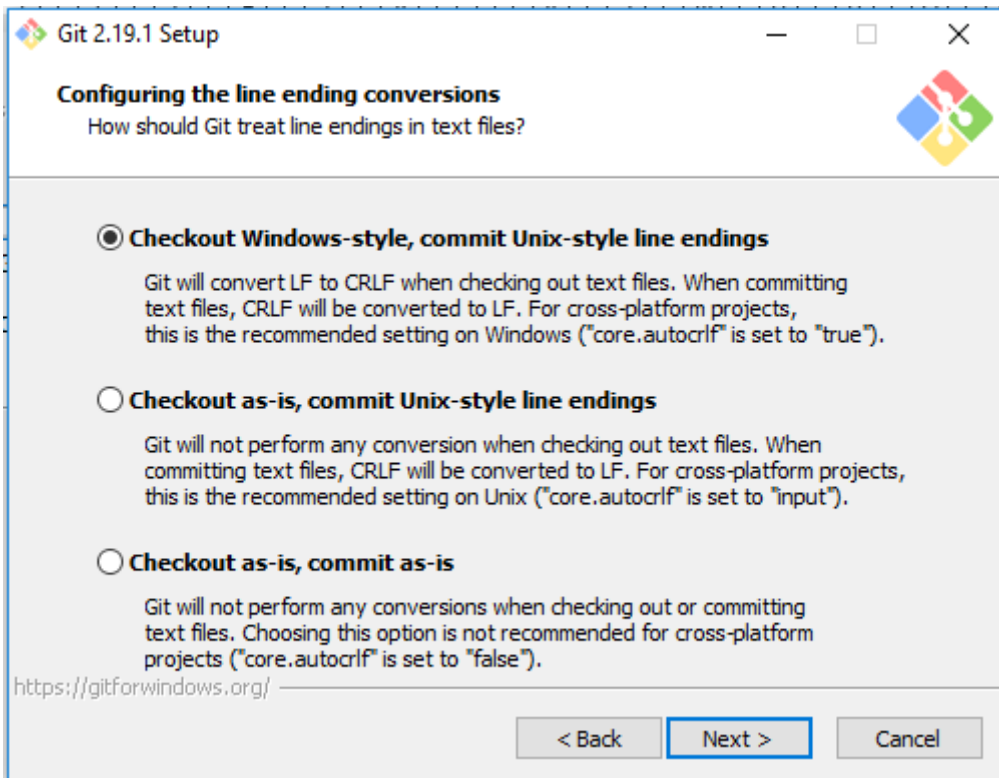 Git 2.19.1 Setup
Configuring the line ending conversions
How should Git treat line endings in text files?
Checkout Windows-style, commit Unix-style line endings
Git will convert LF to CRLF when checking out text files. When committing
text files, CRLF will be converted to LF. For cross-platform projects,
this is the recommended setting on Windows ("core.autocrlf" is set to "true").
Checkout as-is, commit Unix-style line endings
Git will not perform any conversion when checking out text files. When
committing text files, CRLF will be converted to LF. For cross-platform projects,
this is the recommended setting on Unix ("core.autocrlf" is set to "input").
Checkout as-is, commit as-is
Git will not perform any conversions when checking out or committing
text files. Choosing this option is not recommended for cross-platform
projects ("core.autocrlf" is set to "false").
https://gitforwindows.org/
< Back
Next >
Cancel